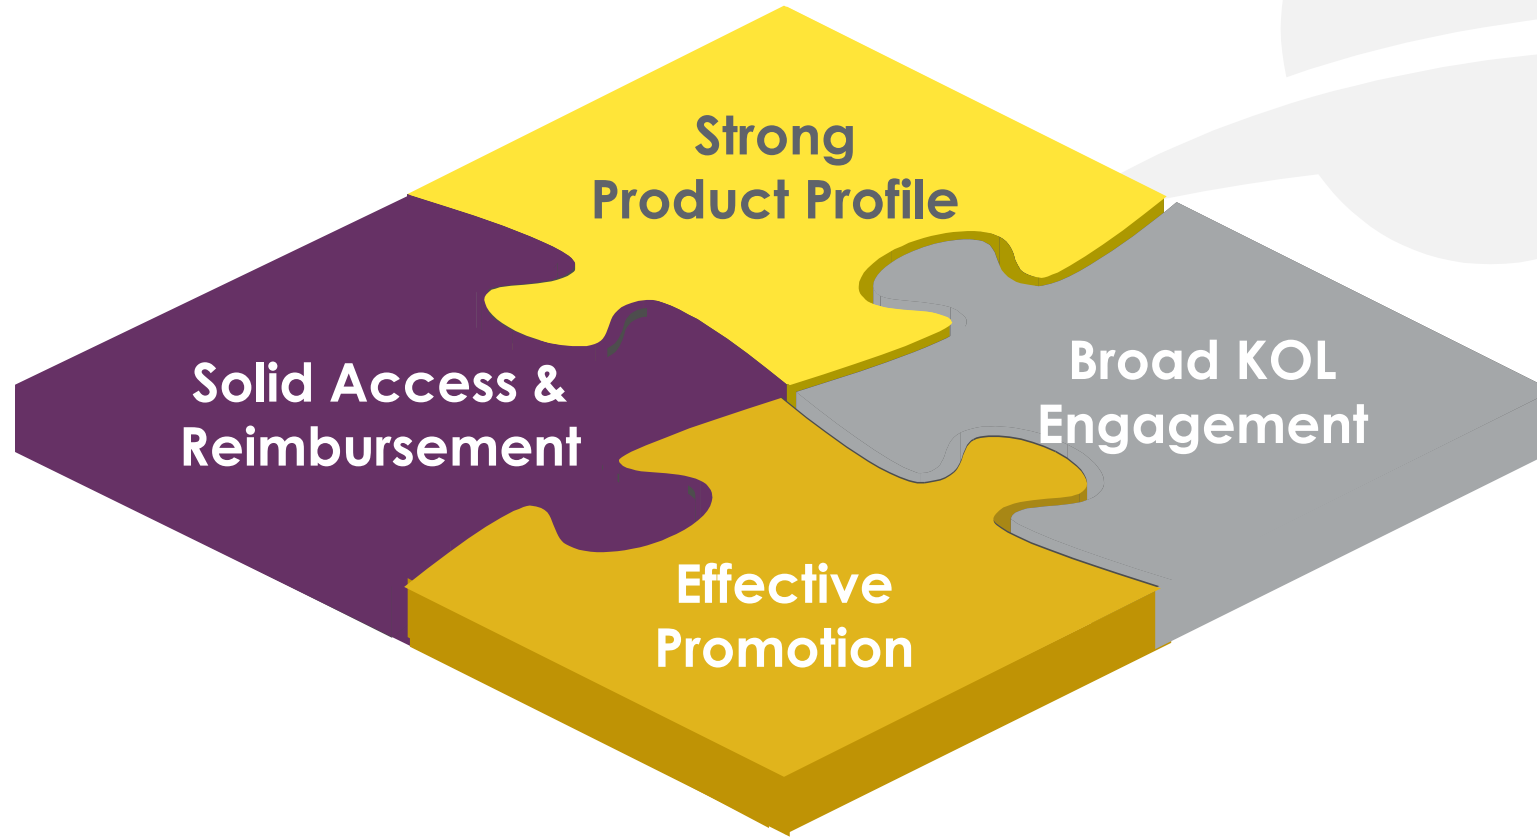 Strong
Product Profile
Solid Access &
Reimbursement
Broad KOL
Engagement
Effective
Promotion